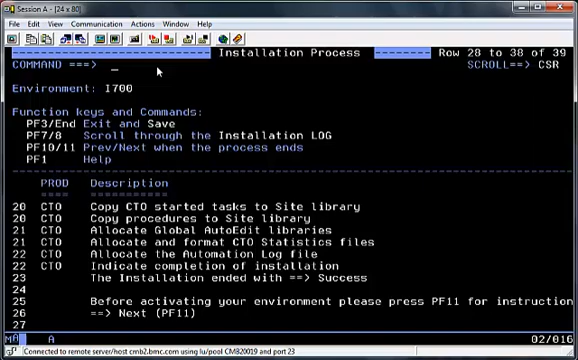 Session A - [24 x 80]
File Edit View Communication Actions Window Help
Installation Process Row 28 to 38 of 39
COMMAND ===> _ SCROLL==> CSR
Environment: I700
Function keys and Commands:
PF3/End Exit and Save
PF7/8 Scroll through the Installation LOG
PF10/11 Prev/Next when the process ends
PF1 Help
PROD Description
==== ===========
20 CTO Copy CTO started tasks to Site library
20 CTO Copy procedures to Site library
21 CTO Allocate Global AutoEdit libraries
21 CTO Allocate and format CTO Statistics files
22 CTO Allocate the Automation Log file
22 CTO Indicate completion of installation
23 The Installation ended with ==> Success
24
25 Before activating your environment please press PF11 for instruction
26 ==> Next (PF11)
27
A 02/016
Connected to remote server/host cmb2.bmc.com using lu/pool CMB20019 and port 23